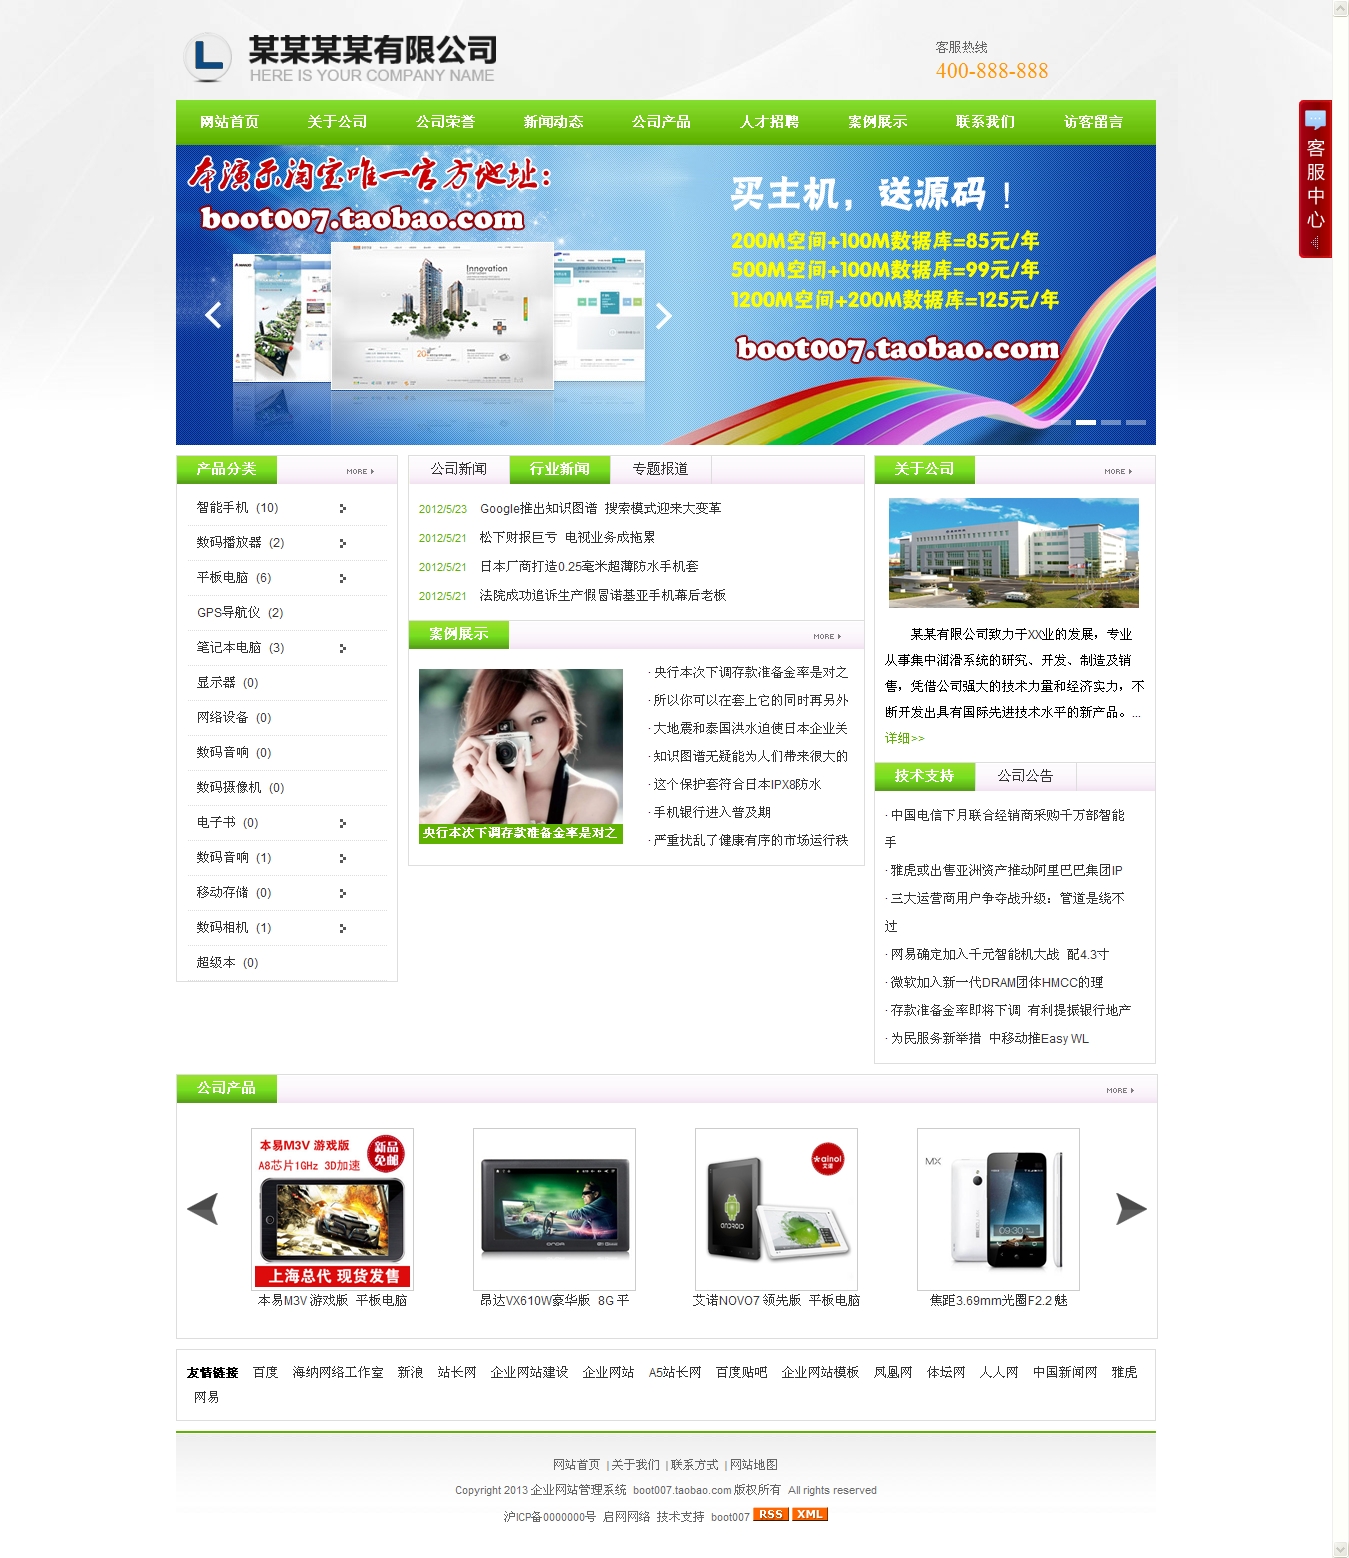 某某某某有限公司
HERE IS YOUR COMPANY NAME
客服热线
400-888-888
网站首页 关于公司 公司荣誉 新闻动态 公司产品 人才招聘 案例展示 联系我们 访客留言
客服中心
本演示淘宝唯一官方地址：
boot007.taobao.com
Innovation
买主机，送源码！
200M空间+100M数据库=85元/年
500M空间+100M数据库=99元/年
1200M空间+200M数据库=125元/年
boot007.taobao.com
产品分类 MORE
智能手机 (10)
数码播放器 (2)
平板电脑 (6)
GPS导航仪 (2)
笔记本电脑 (3)
显示器 (0)
网络设备 (0)
数码音响 (0)
数码摄像机 (0)
电子书 (0)
数码音响 (1)
移动存储 (0)
数码相机 (1)
超级本 (0)
公司新闻 行业新闻 专题报道
2012/5/23 Google推出知识图谱 搜索模式迎来大变革
2012/5/21 松下财报巨亏 电视业务成拖累
2012/5/21 日本厂商打造0.25毫米超薄防水手机套
2012/5/21 法院成功追诉生产假冒诺基亚手机幕后老板
案例展示 MORE
央行本次下调存款准备金率是对之
· 央行本次下调存款准备金率是对之
· 所以你可以在套上它的同时再另外
· 大地震和泰国洪水迫使日本企业关
· 知识图谱无疑能为人们带来很大的
· 这个保护套符合日本IPX8防水
· 手机银行进入普及期
· 严重扰乱了健康有序的市场运行秩
关于公司 MORE
某某有限公司致力于XX业的发展，专业
从事集中润滑系统的研究、开发、制造及销
售，凭借公司强大的技术力量和经济实力，不
断开发出具有国际先进技术水平的新产品。...
详细>>
技术支持 公司公告
· 中国电信下月联合经销商采购千万部智能
手
· 雅虎或出售亚洲资产推动阿里巴巴集团IP
· 三大运营商用户争夺战升级：管道是绕不
过
· 网易确定加入千元智能机大战 配4.3寸
· 微软加入新一代DRAM团体HMCC的理
· 存款准备金率即将下调 有利提振银行地产
· 为民服务新举措 中移动推Easy WL
公司产品 MORE
本易M3V 游戏版
A8芯片1GHz 3D加速
新品免邮
上海总代 现货发售
本易M3V 游戏版 平板电脑
ONDA
昂达VX610W豪华版 8G 平
ainol
艾诺
ANDROID
艾诺NOVO7 领先版 平板电脑
MX
09:30
焦距3.69mm光圈F2.2 魅
友情链接 百度 海纳网络工作室 新浪 站长网 企业网站建设 企业网站 A5站长网 百度贴吧 企业网站模板 凤凰网 体坛网 人人网 中国新闻网 雅虎
网易
网站首页 | 关于我们 | 联系方式 | 网站地图
Copyright 2013 企业网站管理系统 boot007.taobao.com 版权所有 All rights reserved
沪ICP备0000000号 启网网络 技术支持 boot007 RSS XML